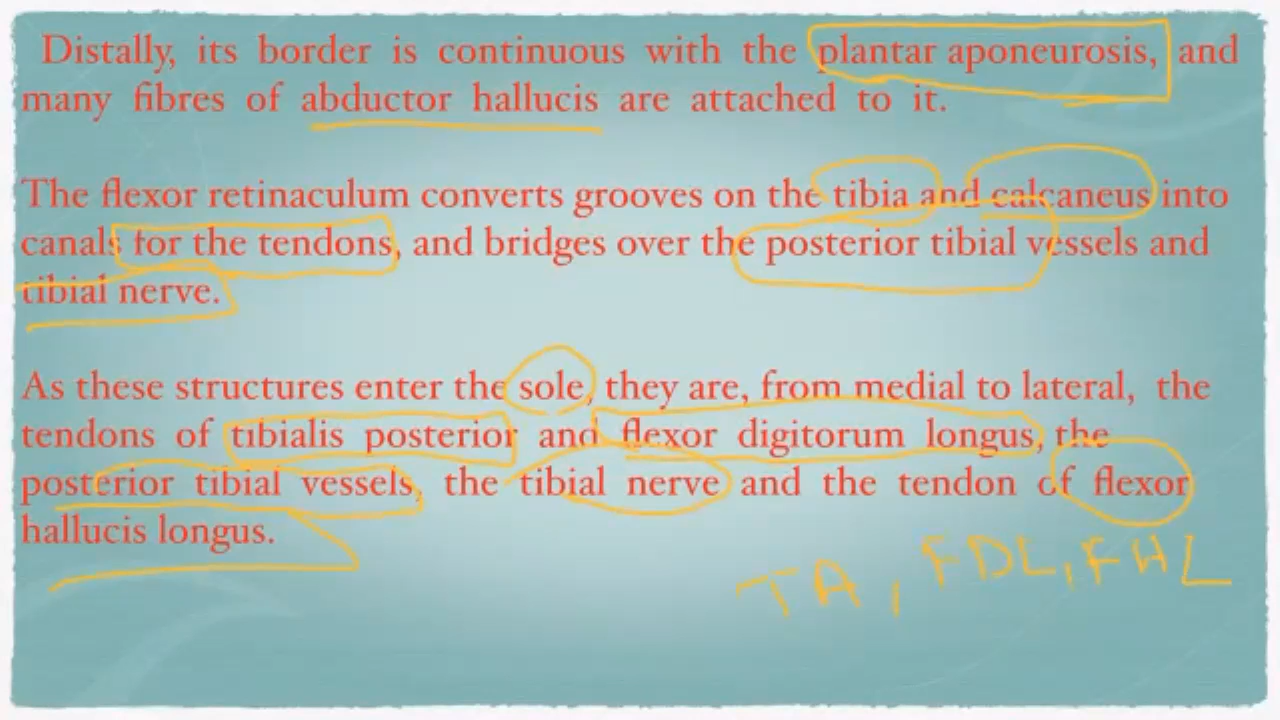 Distally, its border is continuous with the plantar aponeurosis, and
many fibres of abductor hallucis are attached to it.
The flexor retinaculum converts grooves on the tibia and calcaneus into
canals for the tendons, and bridges over the posterior tibial vessels and
tibial nerve.
As these structures enter the sole, they are, from medial to lateral, the
tendons of tibialis posterior and flexor digitorum longus, the
posterior tibial vessels, the tibial nerve and the tendon of flexor
hallucis longus.
TA, FDL, FHL